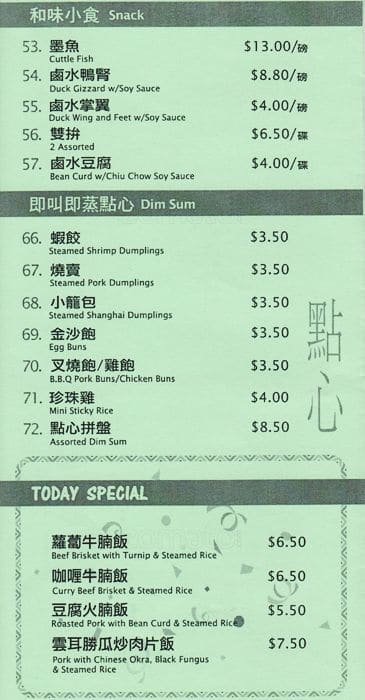 和味小食 Snack
53. 墨魚 $13.00/磅
Cuttle Fish
54. 鹵水鴨腎 $8.80/磅
Duck Gizzard w/Soy Sauce
55. 鹵水掌翼 $4.00/磅
Duck Wing and Feet w/Soy Sauce
56. 雙拚 $6.50/碟
2 Assorted
57. 鹵水豆腐 $4.00/碟
Bean Curd w/Chiu Chow Soy Sauce
即叫即蒸點心 Dim Sum
66. 蝦餃 $3.50
Steamed Shrimp Dumplings
67. 燒賣 $3.50
Steamed Pork Dumplings
68. 小籠包 $3.50
Steamed Shanghai Dumplings
69. 金沙飽 $3.50
Egg Buns
70. 叉燒飽/雞飽 $3.50
B.B.Q Pork Buns/Chicken Buns
71. 珍珠雞 $4.00
Mini Sticky Rice
72. 點心拼盤 $8.50
Assorted Dim Sum
點心
TODAY SPECIAL
蘿蔔牛腩飯 $6.50
Beef Brisket with Turnip & Steamed Rice
咖喱牛腩飯 $6.50
Curry Beef Brisket & Steamed Rice
豆腐火腩飯 $5.50
Roasted Pork with Bean Curd & Steamed Rice
雲耳勝瓜炒肉片飯 $7.50
Pork with Chinese Okra, Black Fungus
& Steamed Rice